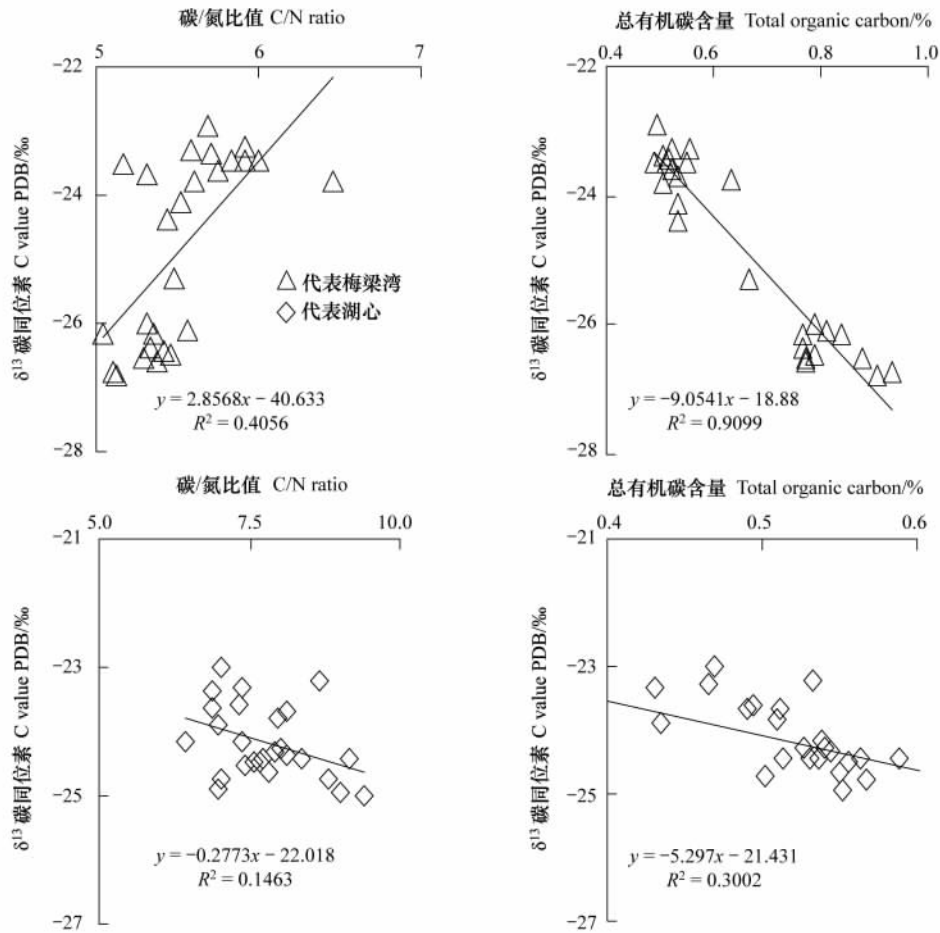 碳/氮比值 C/N ratio
5 6 7
−22
−24
−26
−28
δ¹³ 碳同位素 C value PDB/‰
△ 代表梅梁湾
◇ 代表湖心
y = 2.8568x − 40.633
R² = 0.4056
总有机碳含量 Total organic carbon/%
0.4 0.6 0.8 1.0
−22
−24
−26
−28
δ¹³ 碳同位素 C value PDB/‰
y = −9.0541x − 18.88
R² = 0.9099
碳/氮比值 C/N ratio
5.0 7.5 10.0
−21
−23
−25
−27
δ¹³ 碳同位素 C value PDB/‰
y = −0.2773x − 22.018
R² = 0.1463
总有机碳含量 Total organic carbon/%
0.4 0.5 0.6
−21
−23
−25
−27
δ¹³ 碳同位素 C value PDB/‰
y = −5.297x − 21.431
R² = 0.3002